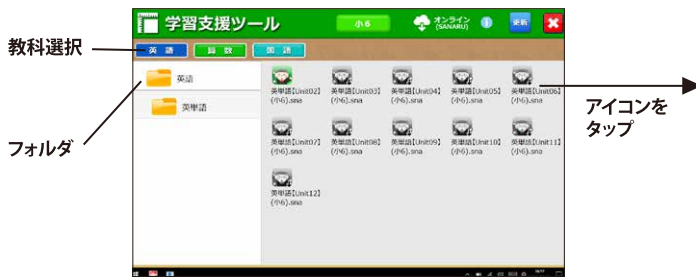 学習支援ツール
小6
オンライン
(SANARU)
更新
教科選択
英 語
算 数
国 語
英語
英単語
フォルダ
英単語【Unit02】
(小6).sna
英単語【Unit03】
(小6).sna
英単語【Unit04】
(小6).sna
英単語【Unit05】
(小6).sna
英単語【Unit06】
(小6).sna
英単語【Unit07】
(小6).sna
英単語【Unit08】
(小6).sna
英単語【Unit09】
(小6).sna
英単語【Unit10】
(小6).sna
英単語【Unit11】
(小6).sna
英単語【Unit12】
(小6).sna
アイコンを
タップ